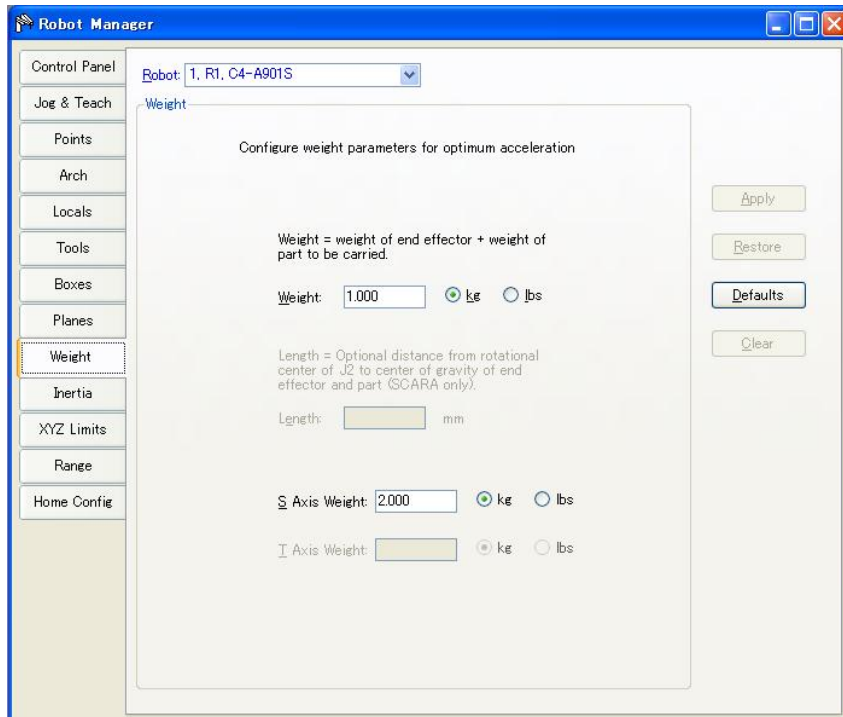 Robot Manager
Control Panel
Jog & Teach
Points
Arch
Locals
Tools
Boxes
Planes
Weight
Inertia
XYZ Limits
Range
Home Config
Robot: 1, R1, C4-A901S
Weight
Configure weight parameters for optimum acceleration
Weight = weight of end effector + weight of
part to be carried.
Weight: 1.000 kg lbs
Length = Optional distance from rotational
center of J2 to center of gravity of end
effector and part (SCARA only).
Length: mm
S Axis Weight: 2.000 kg lbs
T Axis Weight: kg lbs
Apply
Restore
Defaults
Clear